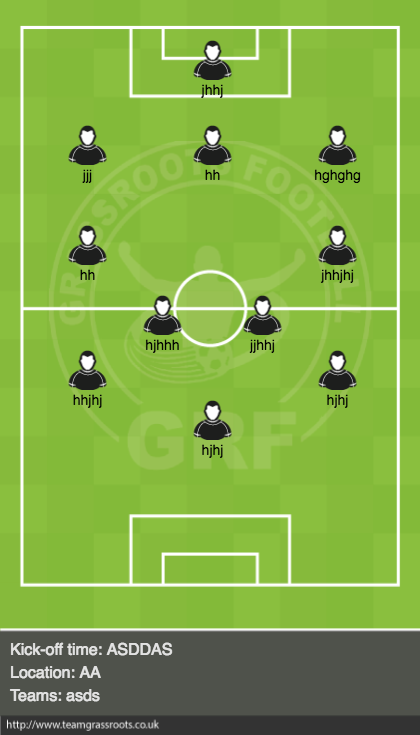 jhhj
jjj hh hghghg
hh jhhjhj
hjhhh jjhhj
hhjhj hjhj
hjhj
GRASSROOTS FOOTBALL
GRF
Kick-off time: ASDDAS
Location: AA
Teams: asds
http://www.teamgrassroots.co.uk